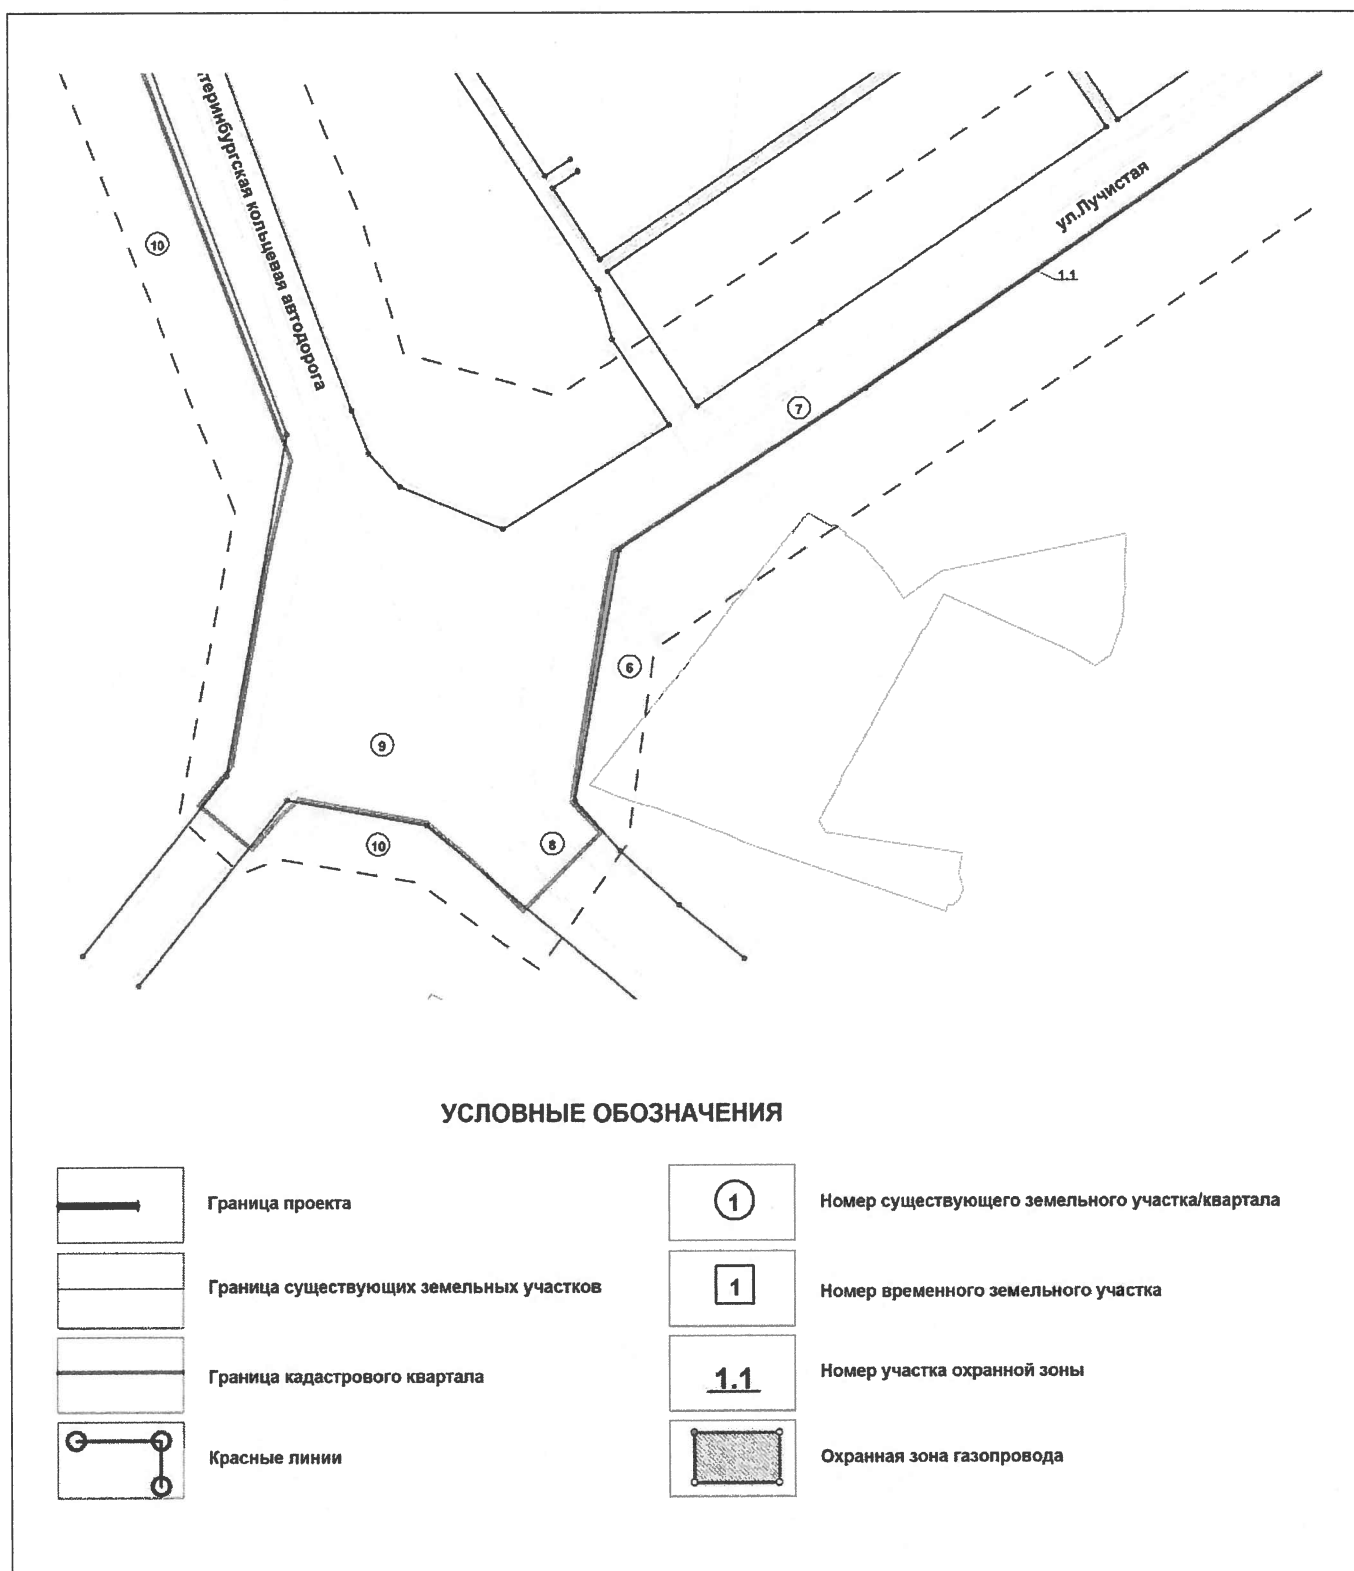 теринбургская кольцевая автодорога
ул.Лучистая
10
1.1
7
6
9
10
8
УСЛОВНЫЕ ОБОЗНАЧЕНИЯ
Граница проекта
1 Номер существующего земельного участка/квартала
Граница существующих земельных участков
1 Номер временного земельного участка
Граница кадастрового квартала
1.1 Номер участка охранной зоны
Красные линии
Охранная зона газопровода